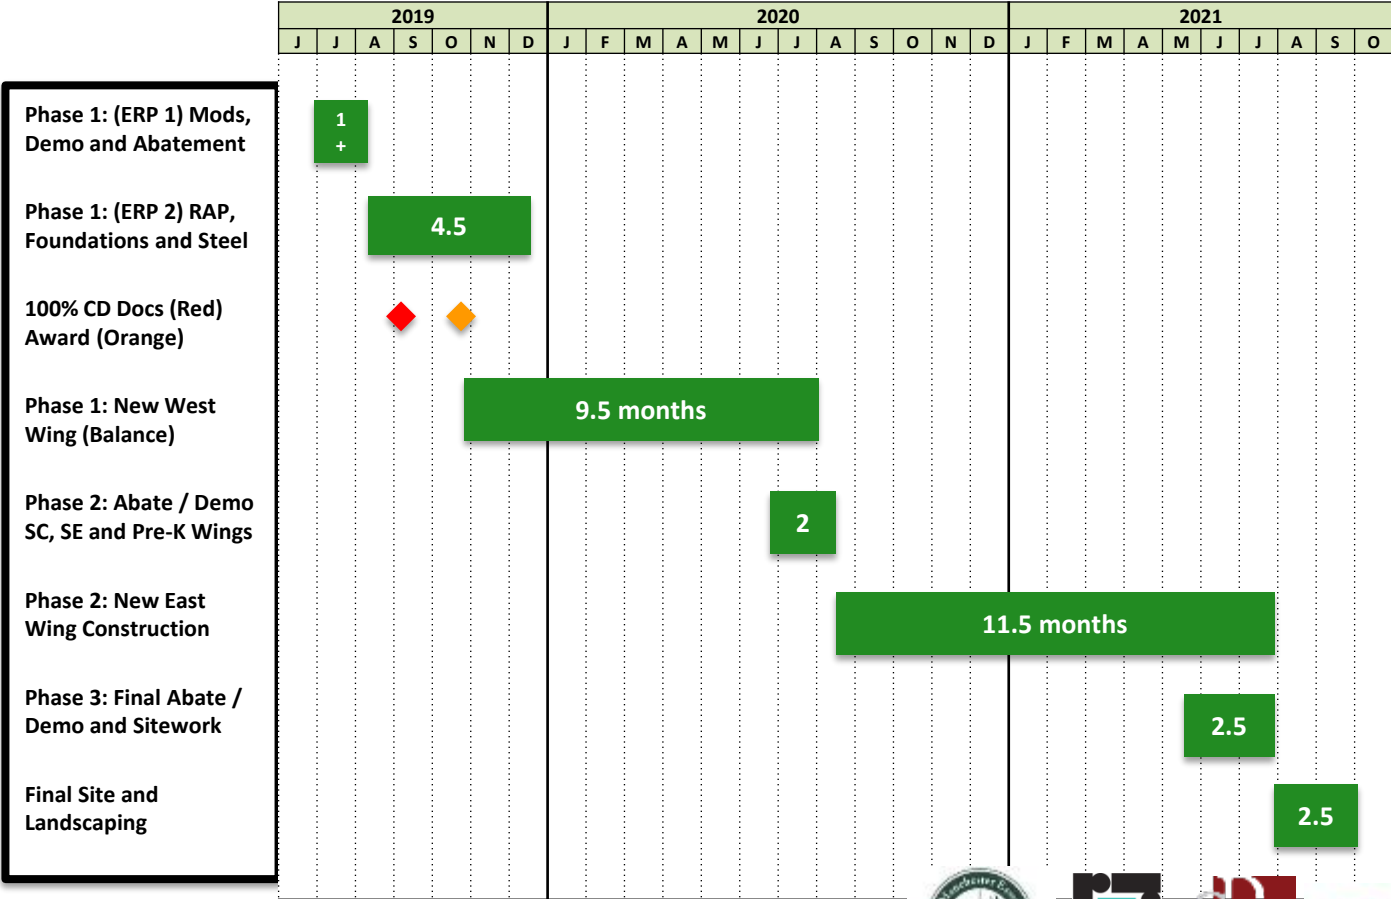 2019 2020 2021
J J A S O N D J F M A M J J A S O N D J F M A M J J A S O
Phase 1: (ERP 1) Mods,
Demo and Abatement
1
+
Phase 1: (ERP 2) RAP,
Foundations and Steel
4.5
100% CD Docs (Red)
Award (Orange)
Phase 1: New West
Wing (Balance)
9.5 months
Phase 2: Abate / Demo
SC, SE and Pre-K Wings
2
Phase 2: New East
Wing Construction
11.5 months
Phase 3: Final Abate /
Demo and Sitework
2.5
Final Site and
Landscaping
2.5